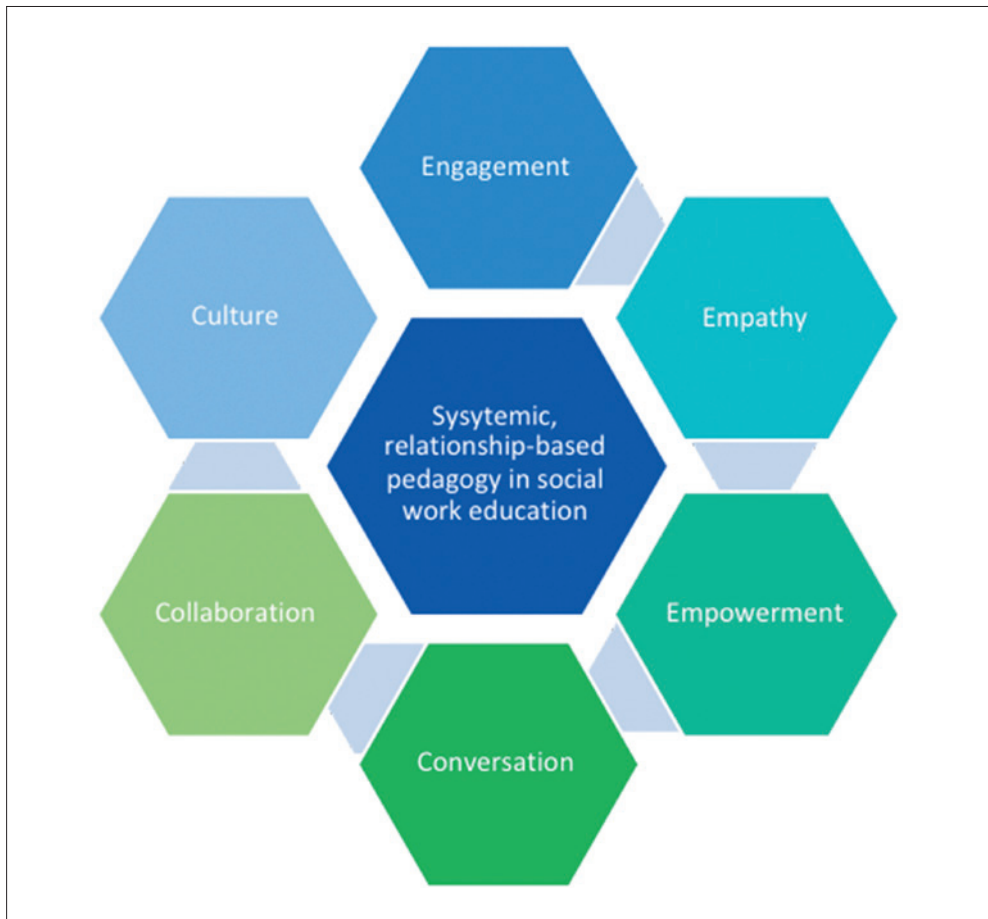 Engagement
Empathy
Empowerment
Conversation
Collaboration
Culture
Sysytemic,
relationship-based
pedagogy in social
work education